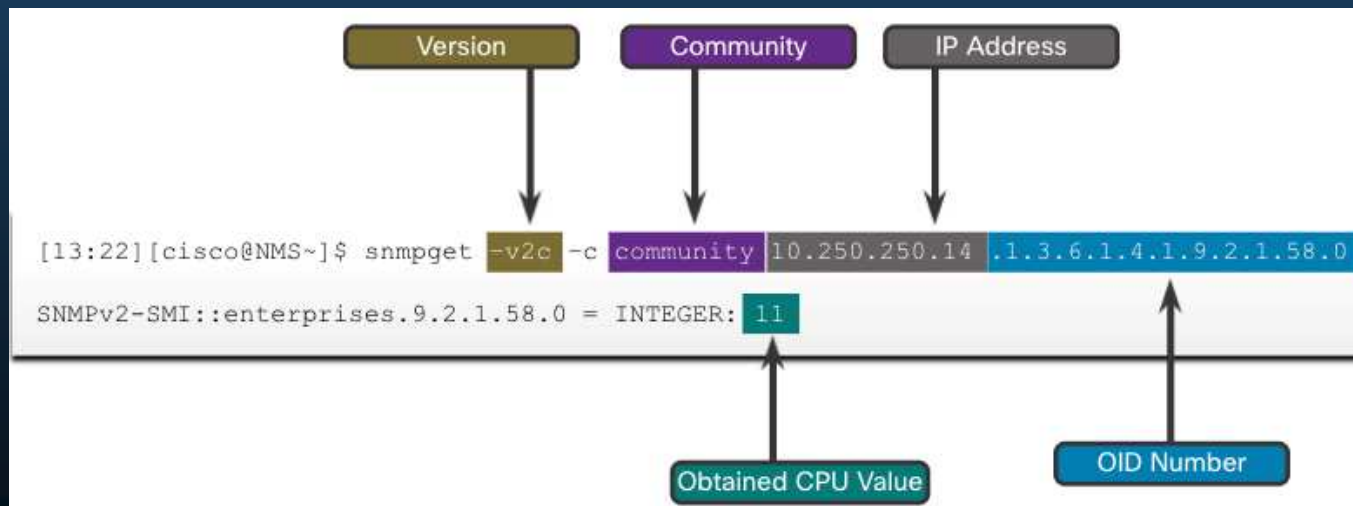 Version Community IP Address
[13:22][cisco@NMS~]$ snmpget -v2c -c community 10.250.250.14 .1.3.6.1.4.1.9.2.1.58.0
SNMPv2-SMI::enterprises.9.2.1.58.0 = INTEGER: 11
Obtained CPU Value OID Number